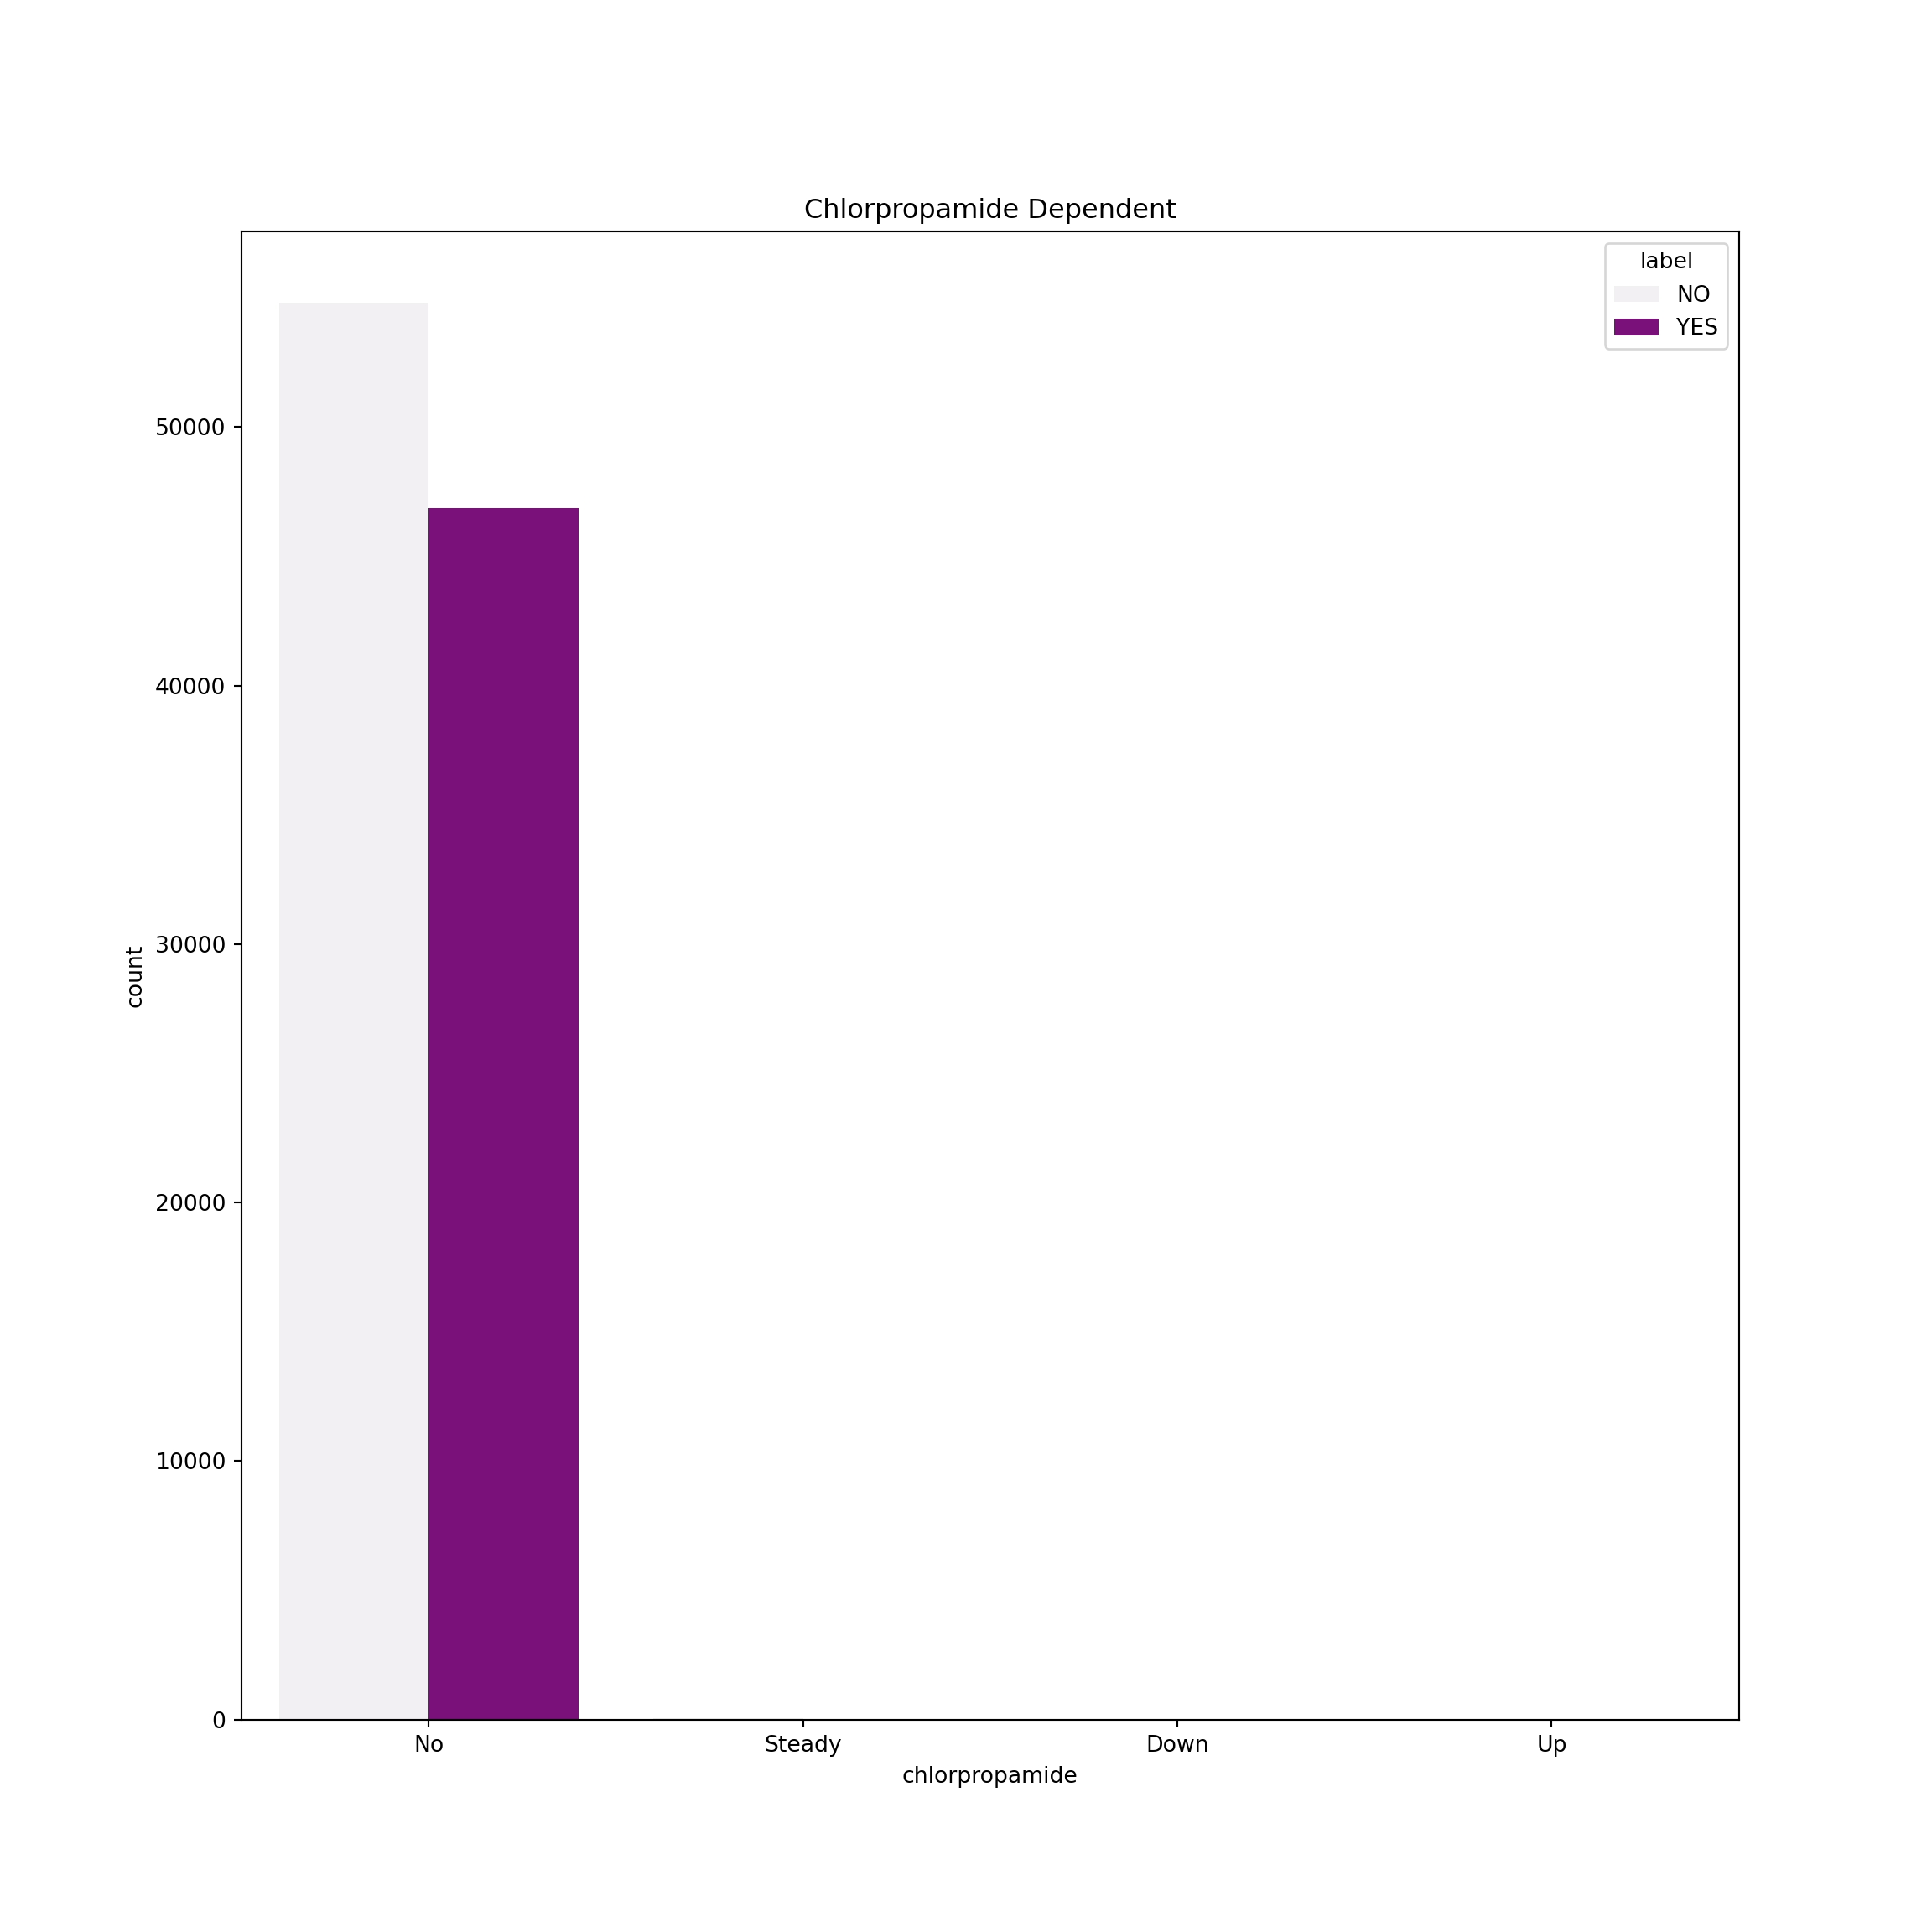 Chlorpropamide Dependent
label
NO
YES
50000
40000
30000
20000
10000
0
count
No Steady Down Up
chlorpropamide